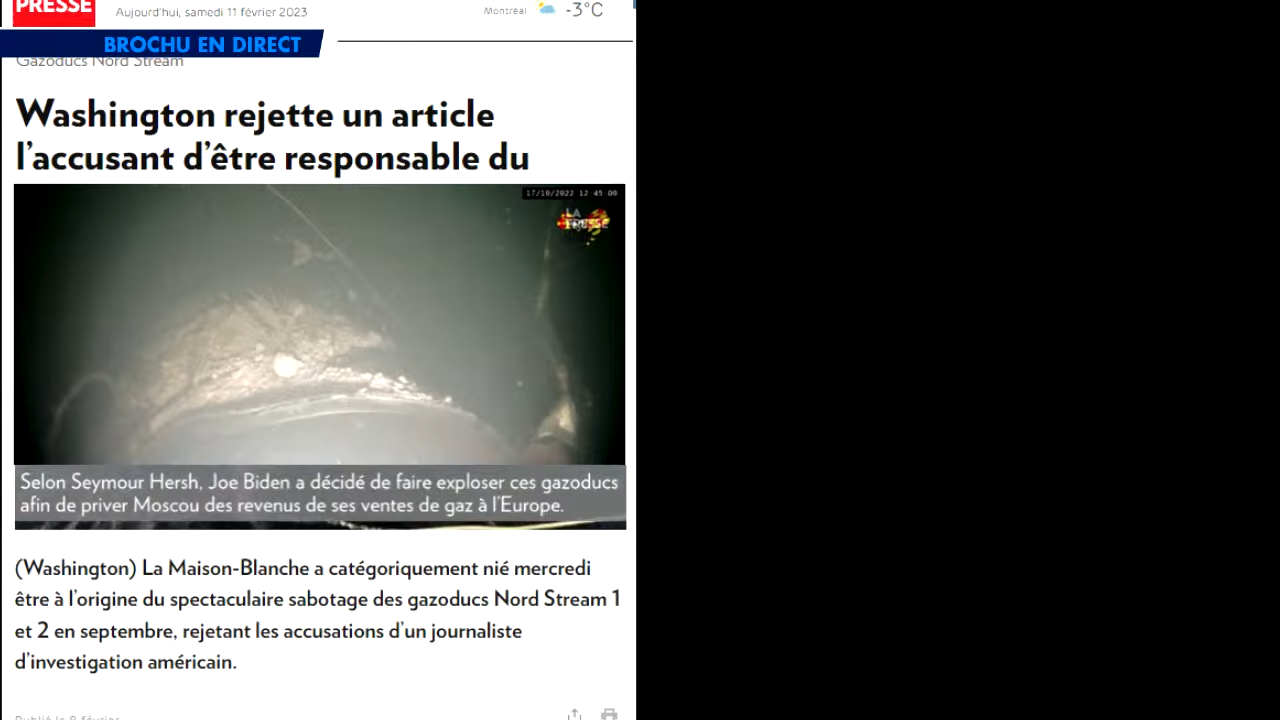 PRESSE
Aujourd'hui, samedi 11 février 2023
Montréal
-3°C
BROCHU EN DIRECT
Gazoducs Nord Stream
Washington rejette un article
l'accusant d'être responsable du
17/10/2022 12:45:00
LA
PRESSE
Selon Seymour Hersh, Joe Biden a décidé de faire exploser ces gazoducs
afin de priver Moscou des revenus de ses ventes de gaz à l'Europe.
(Washington) La Maison-Blanche a catégoriquement nié mercredi
être à l'origine du spectaculaire sabotage des gazoducs Nord Stream 1
et 2 en septembre, rejetant les accusations d'un journaliste
d'investigation américain.
Publié le 8 février